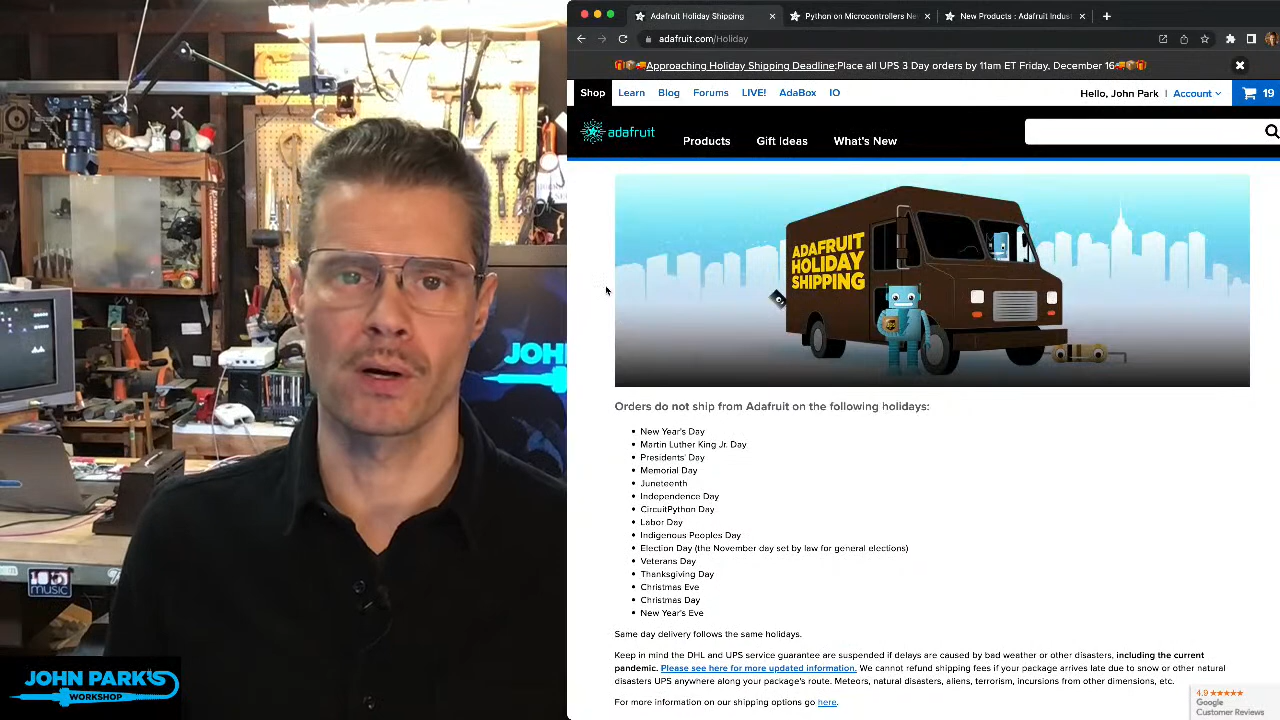 Adafruit Ho
Python on Microcontrollers Ne
New Products Adafruit Indus
adafruit.com/Holiday
Approaching UPS 3 Day Shipping Deadline - Place all UPS 3 Day orders by 11am ET Friday, December 16
Shop Learn Blog Forums LIVE! AdaBox IO
Hello, John Park | Account 19
adafruit Products Gift Ideas What's New
ADAFRUIT
HOLIDAY
SHIPPING
Orders do not ship from Adafruit on the following holidays:
New Year's Day
Martin Luther King Jr. Day
Presidents' Day
Memorial Day
Juneteenth
Independence Day
CircuitPython Day
Labor Day
Indigenous Peoples Day
Election Day (the November day set by law for general elections)
Veterans Day
Thanksgiving Day
Christmas Eve
Christmas Day
New Year's Eve
Same day delivery follows the same holidays.
Keep in mind the DHL and UPS service guarantee are suspended if delays are caused by bad weather or other disasters, including the current
pandemic. Please see here for more updated information. We cannot refund shipping fees if your package arrives late due to snow or other natural
disasters UPS anywhere along your package's route. Meteors, natural disasters, aliens, terrorism, incursions from other dimensions, etc.
For more information on our shipping options go here.
4.9 ★★★★★
Google
Customer Reviews
JOH
music
JOHN PARK'S
WORKSHOP